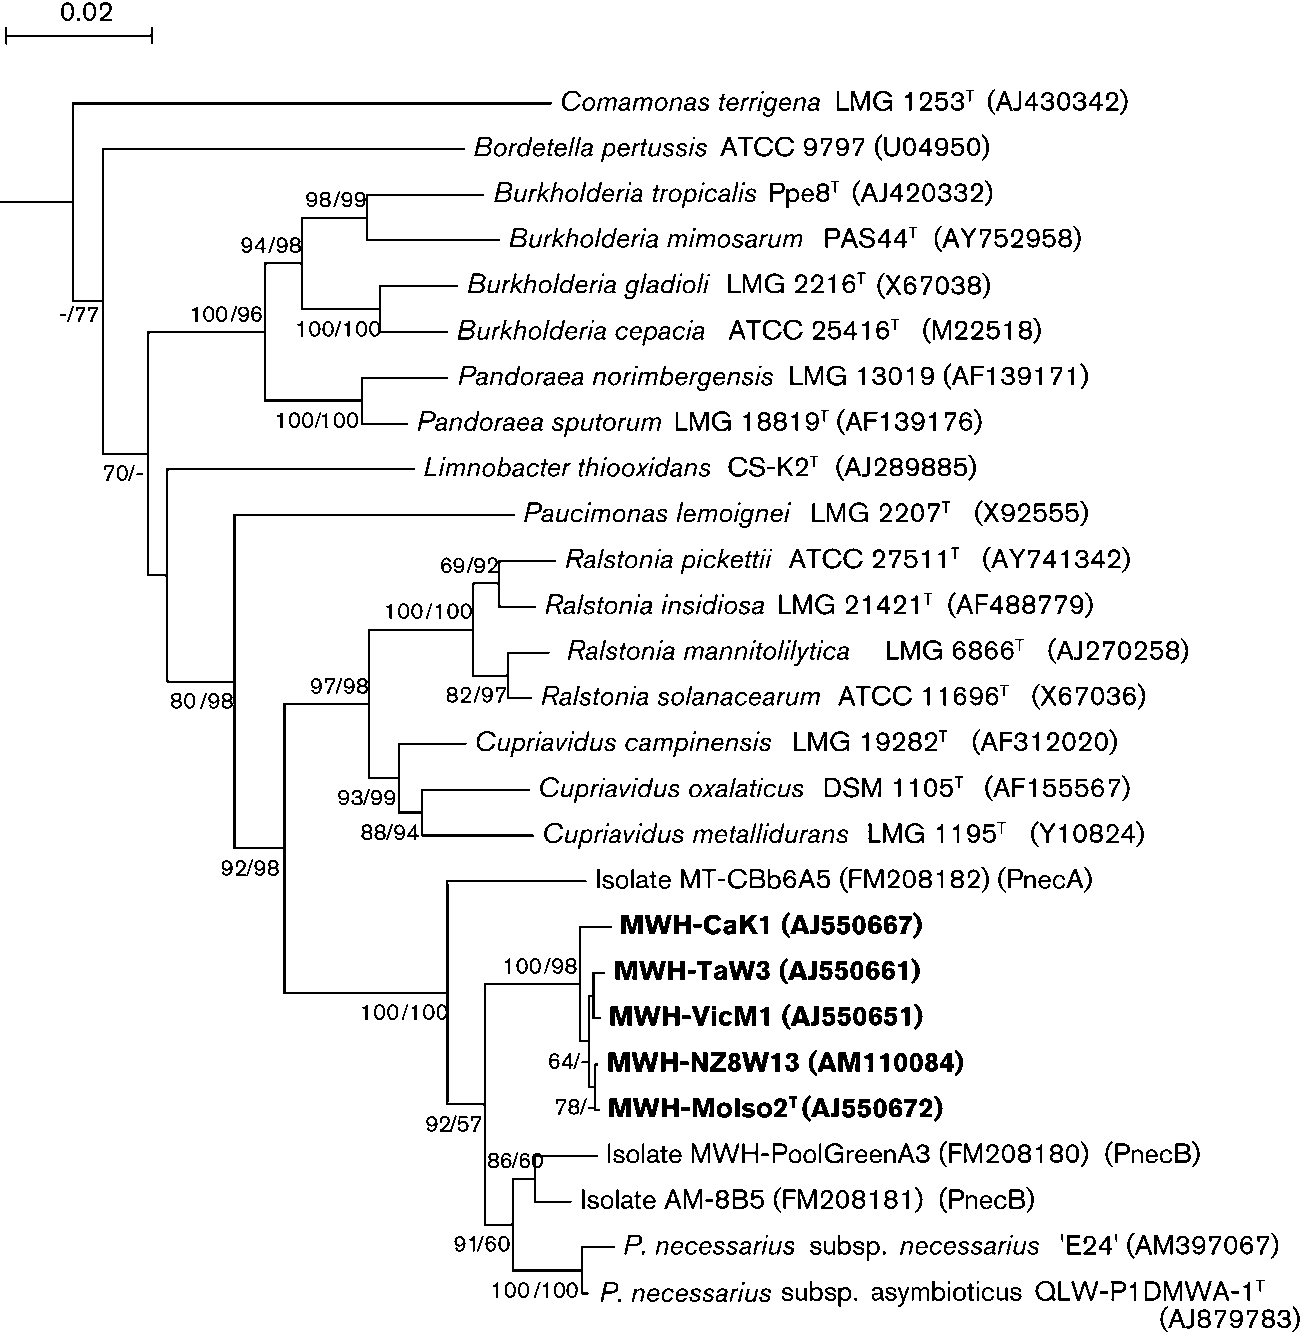 0.02
Comamonas terrigena LMG 1253ᵀ (AJ430342)
Bordetella pertussis ATCC 9797 (U04950)
98/99
Burkholderia tropicalis Ppe8ᵀ (AJ420332)
94/98
Burkholderia mimosarum PAS44ᵀ (AY752958)
Burkholderia gladioli LMG 2216ᵀ (X67038)
-/77
100/96
100/100
Burkholderia cepacia ATCC 25416ᵀ (M22518)
Pandoraea norimbergensis LMG 13019 (AF139171)
100/100
Pandoraea sputorum LMG 18819ᵀ (AF139176)
70/-
Limnobacter thiooxidans CS-K2ᵀ (AJ289885)
Paucimonas lemoignei LMG 2207ᵀ (X92555)
69/92
Ralstonia pickettii ATCC 27511ᵀ (AY741342)
100/100
Ralstonia insidiosa LMG 21421ᵀ (AF488779)
Ralstonia mannitolilytica LMG 6866ᵀ (AJ270258)
80/98
97/98
82/97
Ralstonia solanacearum ATCC 11696ᵀ (X67036)
Cupriavidus campinensis LMG 19282ᵀ (AF312020)
93/99
Cupriavidus oxalaticus DSM 1105ᵀ (AF155567)
88/94
Cupriavidus metallidurans LMG 1195ᵀ (Y10824)
92/98
Isolate MT-CBb6A5 (FM208182) (PnecA)
MWH-CaK1 (AJ550667)
100/98
MWH-TaW3 (AJ550661)
100/100
MWH-VicM1 (AJ550651)
64/-
MWH-NZ8W13 (AM110084)
78/-
MWH-MoIso2ᵀ (AJ550672)
92/57
86/60
Isolate MWH-PoolGreenA3 (FM208180) (PnecB)
Isolate AM-8B5 (FM208181) (PnecB)
91/60
P. necessarius subsp. necessarius 'E24' (AM397067)
100/100
P. necessarius subsp. asymbioticus QLW-P1DMWA-1ᵀ
(AJ879783)